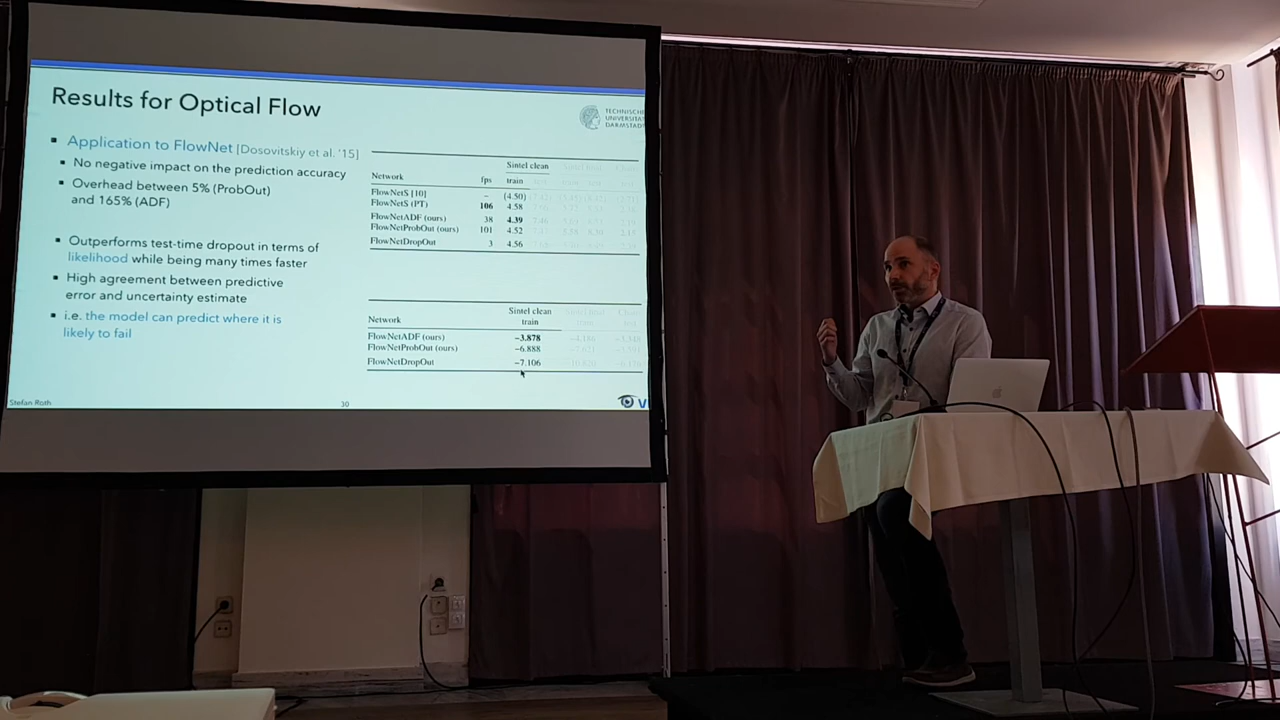 Results for Optical Flow
TECHNISCHE
UNIVERSITÄT
DARMSTADT
Application to FlowNet [Dosovitskiy et al. '15]
No negative impact on the prediction accuracy
Overhead between 5% (ProbOut)
and 165% (ADF)
Outperforms test-time dropout in terms of
likelihood while being many times faster
High agreement between predictive
error and uncertainty estimate
i.e. the model can predict where it is
likely to fail
Sintel clean
Network fps train
FlowNetS [10] – (4.50)
FlowNetS (PT) 106 4.58
FlowNetADF (ours) 38 4.39
FlowNetProbOut (ours) 101 4.52
FlowNetDropOut 3 4.56
Sintel clean
Network train
FlowNetADF (ours) −3.878
FlowNetProbOut (ours) −6.888
FlowNetDropOut −7.106
Stefan Roth
30